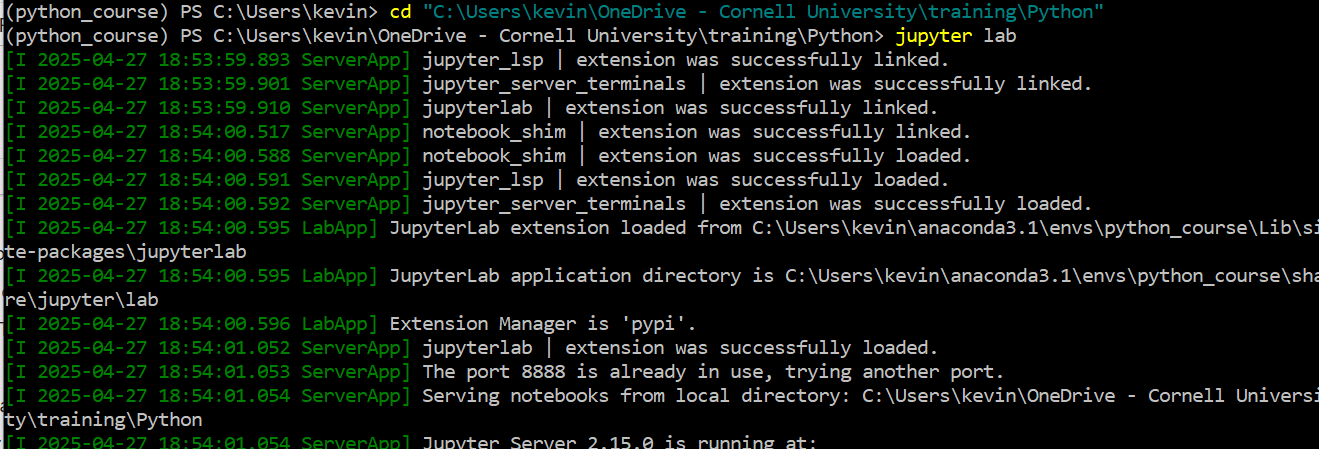 (python_course) PS C:\Users\kevin> cd "C:\Users\kevin\OneDrive - Cornell University\training\Python"
(python_course) PS C:\Users\kevin\OneDrive - Cornell University\training\Python> jupyter lab
[I 2025-04-27 18:53:59.893 ServerApp] jupyter_lsp | extension was successfully linked.
[I 2025-04-27 18:53:59.901 ServerApp] jupyter_server_terminals | extension was successfully linked.
[I 2025-04-27 18:53:59.910 ServerApp] jupyterlab | extension was successfully linked.
[I 2025-04-27 18:54:00.517 ServerApp] notebook_shim | extension was successfully linked.
[I 2025-04-27 18:54:00.588 ServerApp] notebook_shim | extension was successfully loaded.
[I 2025-04-27 18:54:00.591 ServerApp] jupyter_lsp | extension was successfully loaded.
[I 2025-04-27 18:54:00.592 ServerApp] jupyter_server_terminals | extension was successfully loaded.
[I 2025-04-27 18:54:00.595 LabApp] JupyterLab extension loaded from C:\Users\kevin\anaconda3.1\envs\python_course\Lib\si
te-packages\jupyterlab
[I 2025-04-27 18:54:00.595 LabApp] JupyterLab application directory is C:\Users\kevin\anaconda3.1\envs\python_course\sha
re\jupyter\lab
[I 2025-04-27 18:54:00.596 LabApp] Extension Manager is 'pypi'.
[I 2025-04-27 18:54:01.052 ServerApp] jupyterlab | extension was successfully loaded.
[I 2025-04-27 18:54:01.053 ServerApp] The port 8888 is already in use, trying another port.
[I 2025-04-27 18:54:01.054 ServerApp] Serving notebooks from local directory: C:\Users\kevin\OneDrive - Cornell Universi
ty\training\Python
[I 2025-04-27 18:54:01.054 ServerApp] Jupyter Server 2.15.0 is running at: